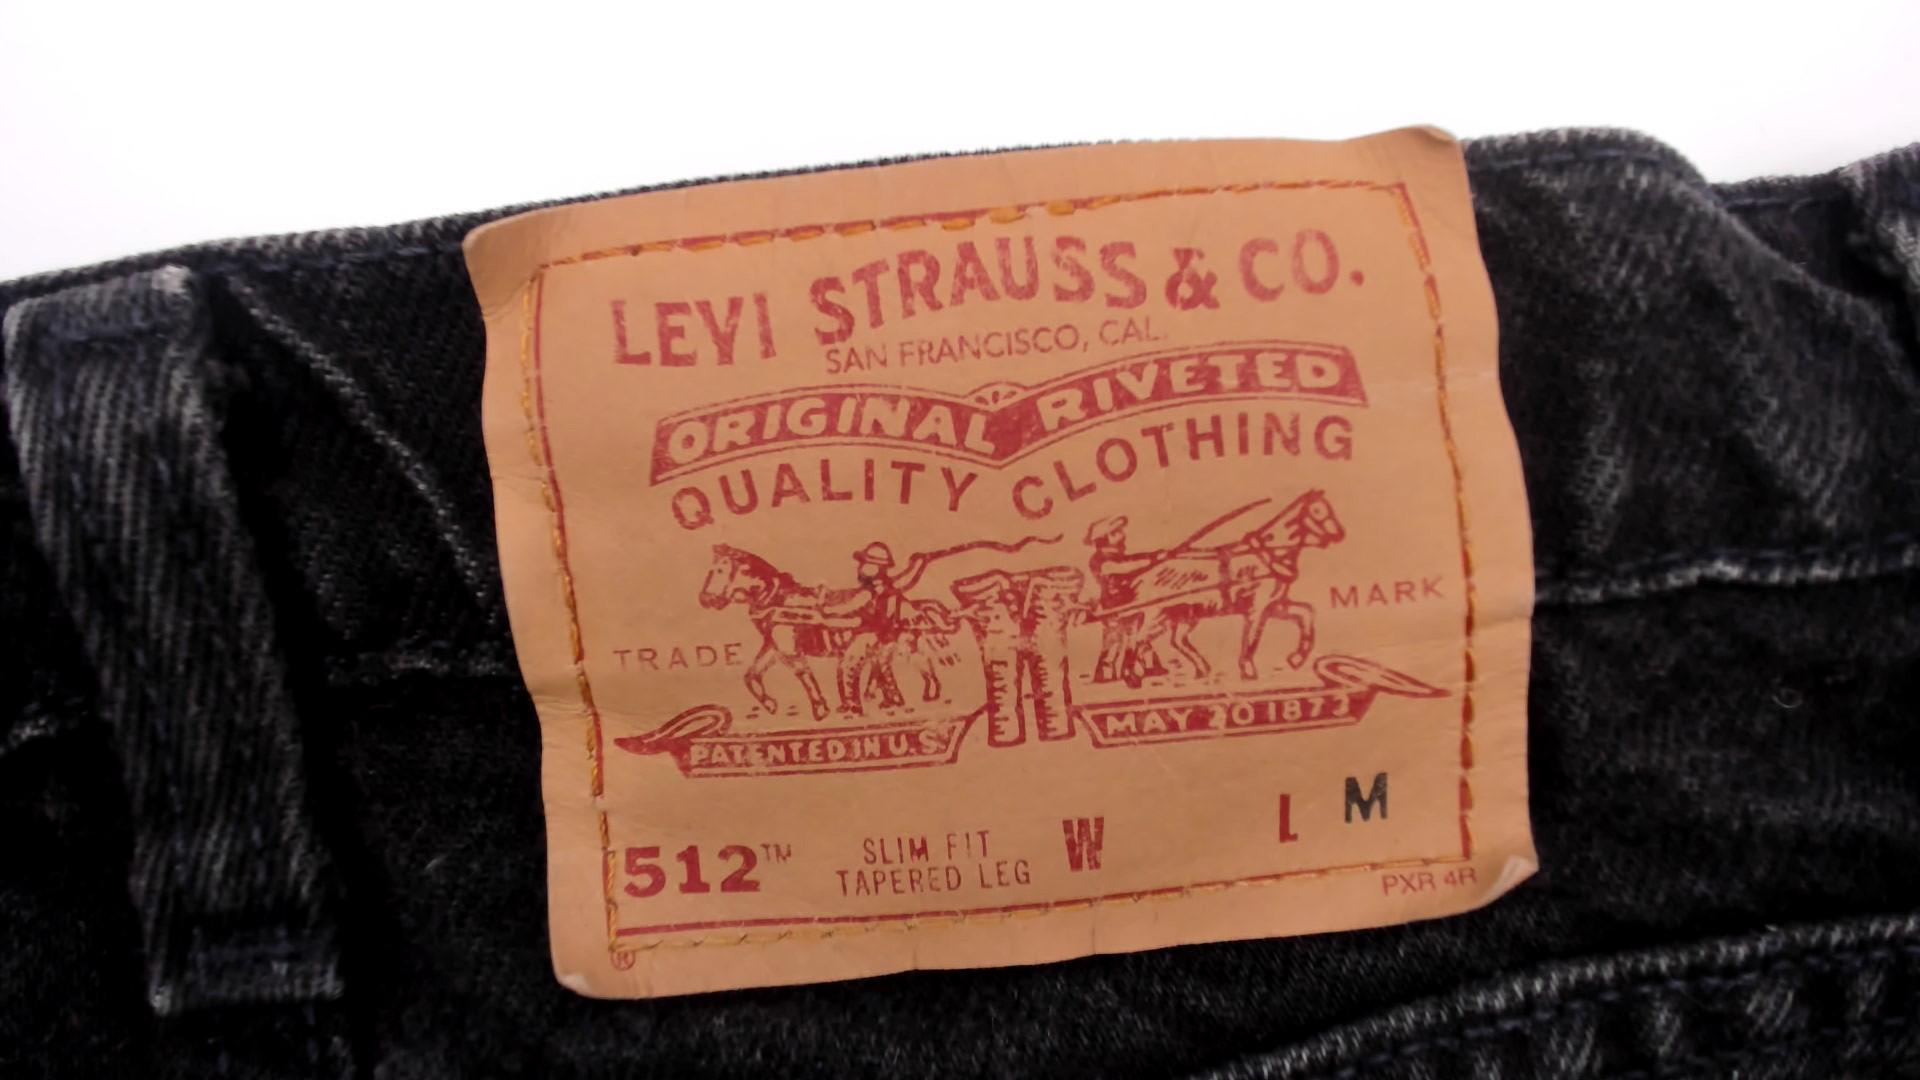 LEVI STRAUSS & CO.
SAN FRANCISCO, CAL.
ORIGINAL RIVETED
QUALITY CLOTHING
TRADE MARK
PATENTED IN U.S. MAY 20 1873
512™ SLIM FIT TAPERED LEG W L M
PXR 4R
®